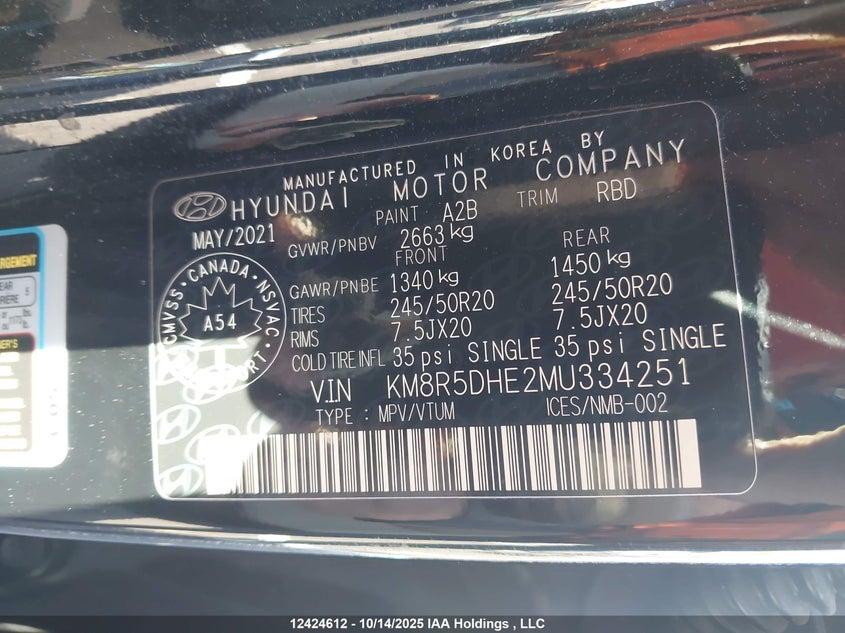 MANUFACTURED IN KOREA BY
HYUNDAI MOTOR COMPANY
MAY/2021 PAINT A2B TRIM RBD
GVWR/PNBV 2663 kg
FRONT REAR
GAWR/PNBE 1340 kg 1450 kg
TIRES 245/50R20 245/50R20
RIMS 7.5JX20 7.5JX20
COLD TIRE INFL 35 psi SINGLE 35 psi SINGLE
V.I.N KM8R5DHE2MU334251
TYPE : MPV/VTUM ICES/NMB-002
CANADA
CMVSS NSVAC
A54
12424612 - 10/14/2025 IAA Holdings , LLC